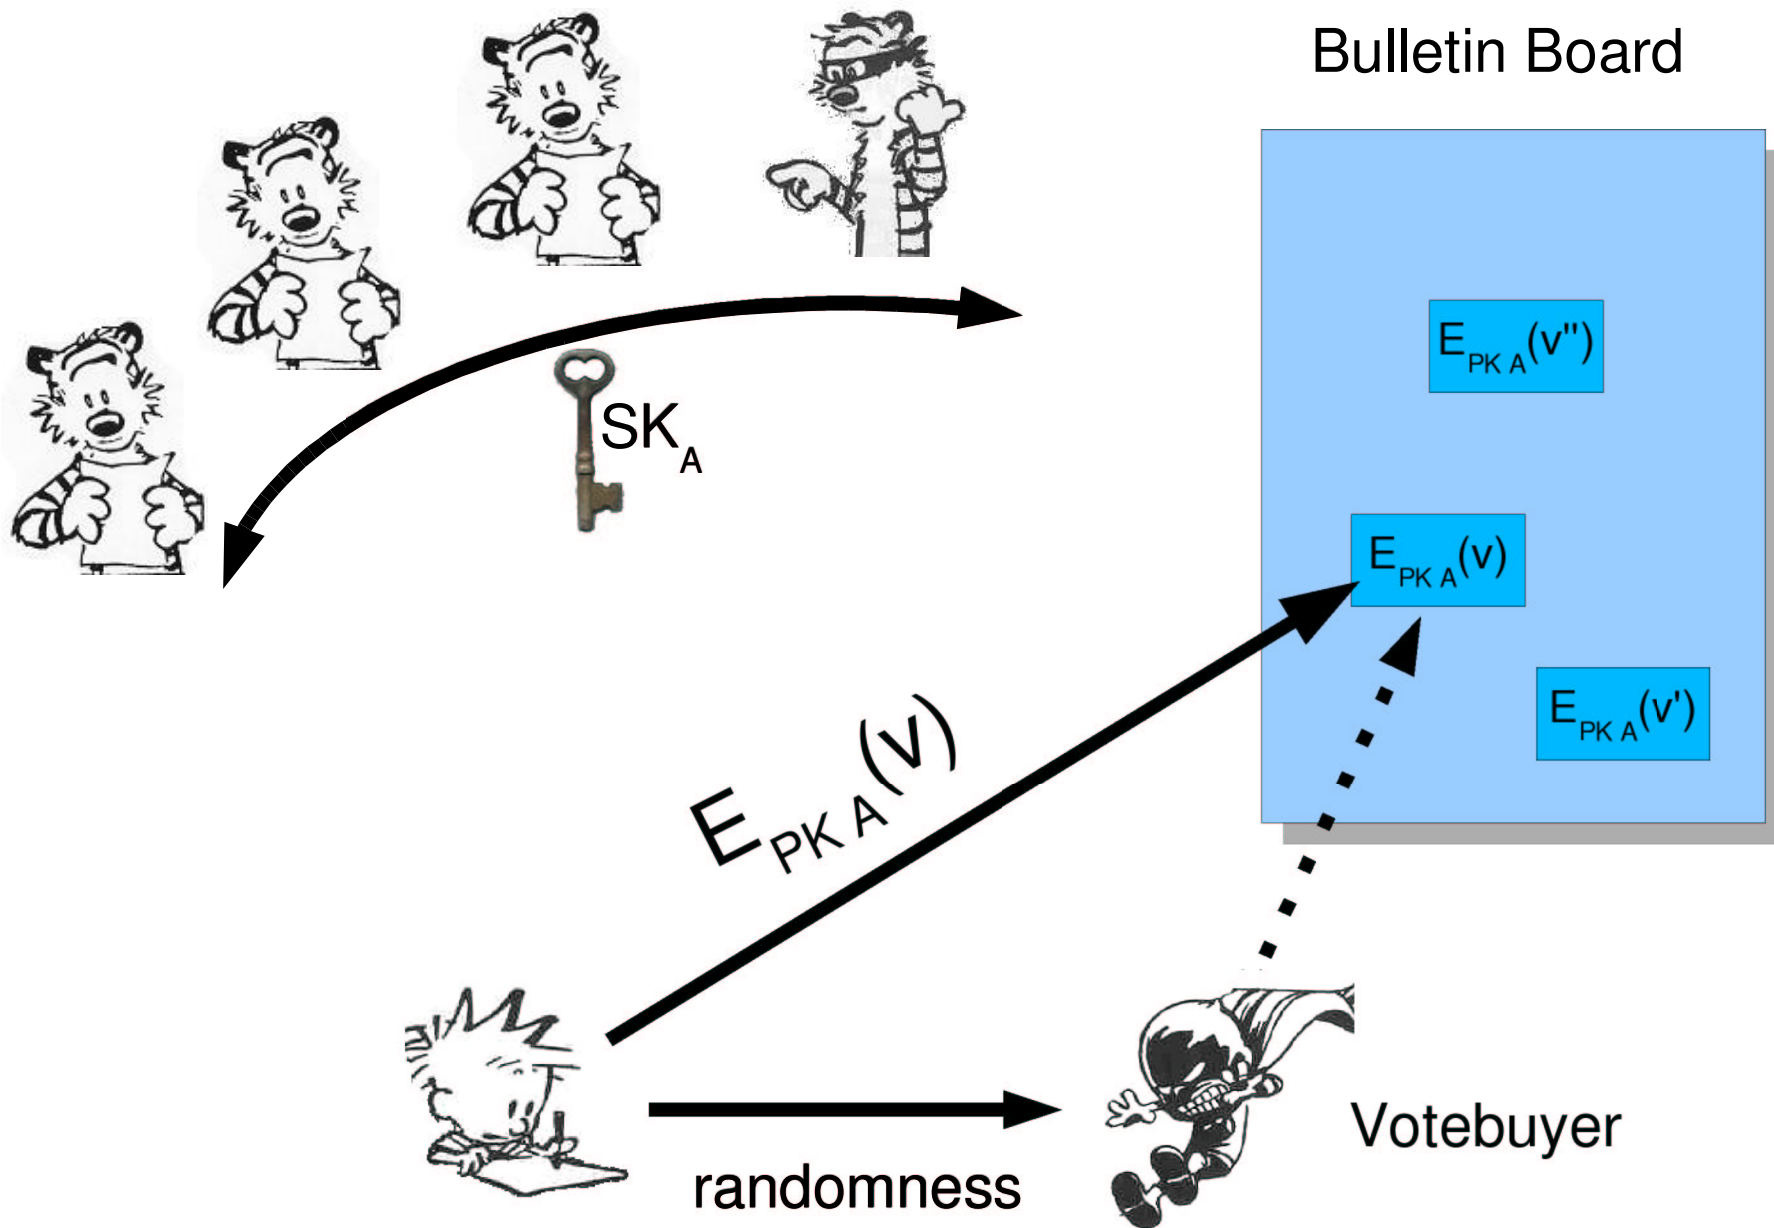 Bulletin Board
E_PK A(v'')
SK_A
E_PK A(v)
E_PK A(v')
E_PK A(v)
Votebuyer
randomness